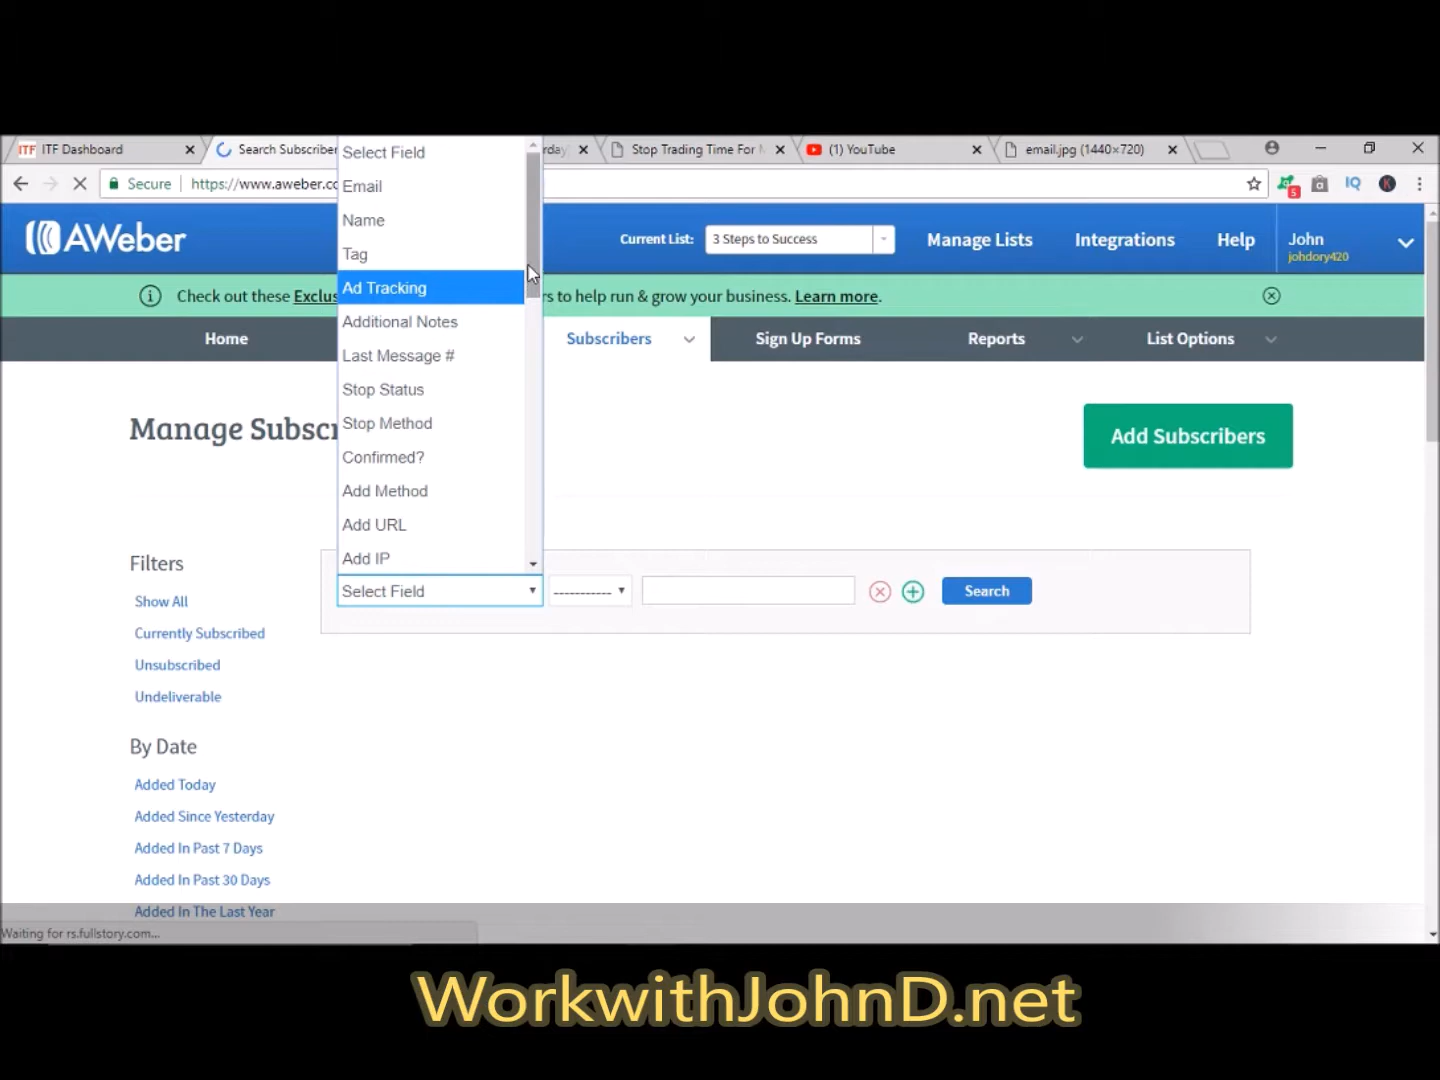 ITF ITF Dashboard
Search Subscriber
rday
Stop Trading Time For
(1) YouTube
email.jpg (1440×720)
Secure
https://www.aweber.co
5
IQ
K
AWeber
Current List:
3 Steps to Success
Manage Lists
Integrations
Help
John
johdory420
Check out these Exclus
rs to help run & grow your business. Learn more.
Home
Subscribers
Sign Up Forms
Reports
List Options
Manage Subscr
Add Subscribers
Select Field
Email
Name
Tag
Ad Tracking
Additional Notes
Last Message #
Stop Status
Stop Method
Confirmed?
Add Method
Add URL
Add IP
Select Field
-----------
Search
Filters
Show All
Currently Subscribed
Unsubscribed
Undeliverable
By Date
Added Today
Added Since Yesterday
Added In Past 7 Days
Added In Past 30 Days
Added In The Last Year
Waiting for rs.fullstory.com...
WorkwithJohnD.net